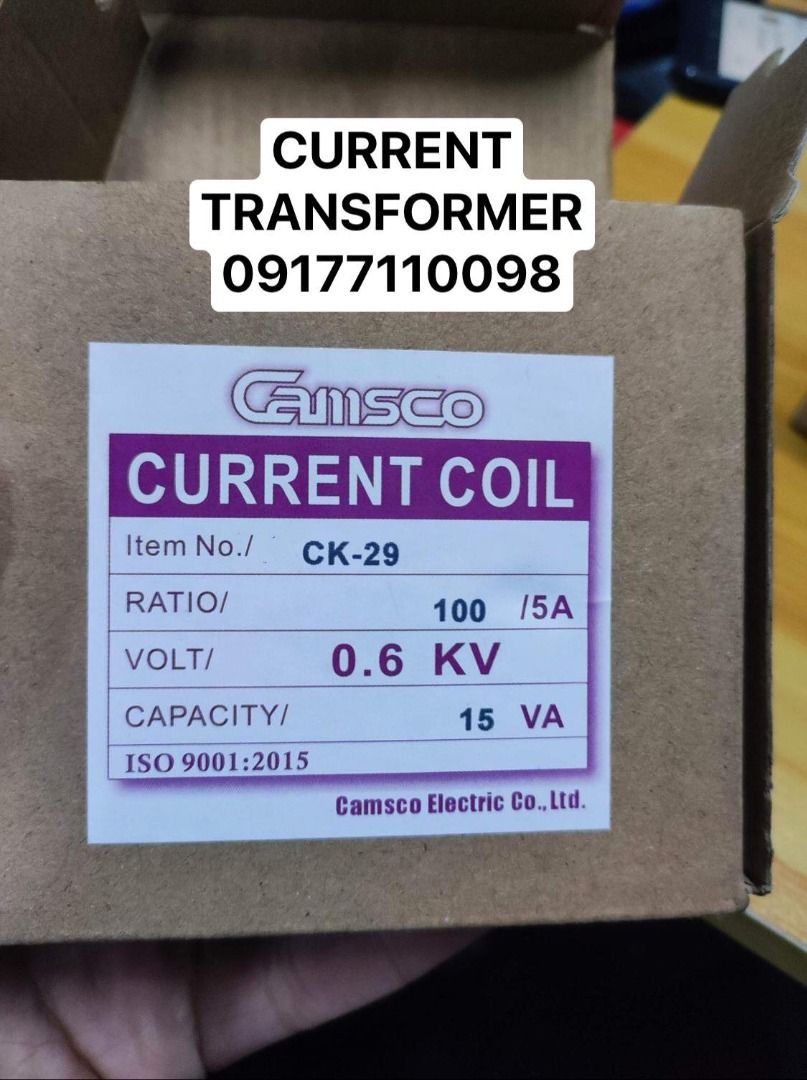 CURRENT
TRANSFORMER
09177110098
Camsco
CURRENT COIL
Item No./ CK-29
RATIO/ 100 /5A
VOLT/ 0.6 KV
CAPACITY/ 15 VA
ISO 9001:2015
Camsco Electric Co.,Ltd.